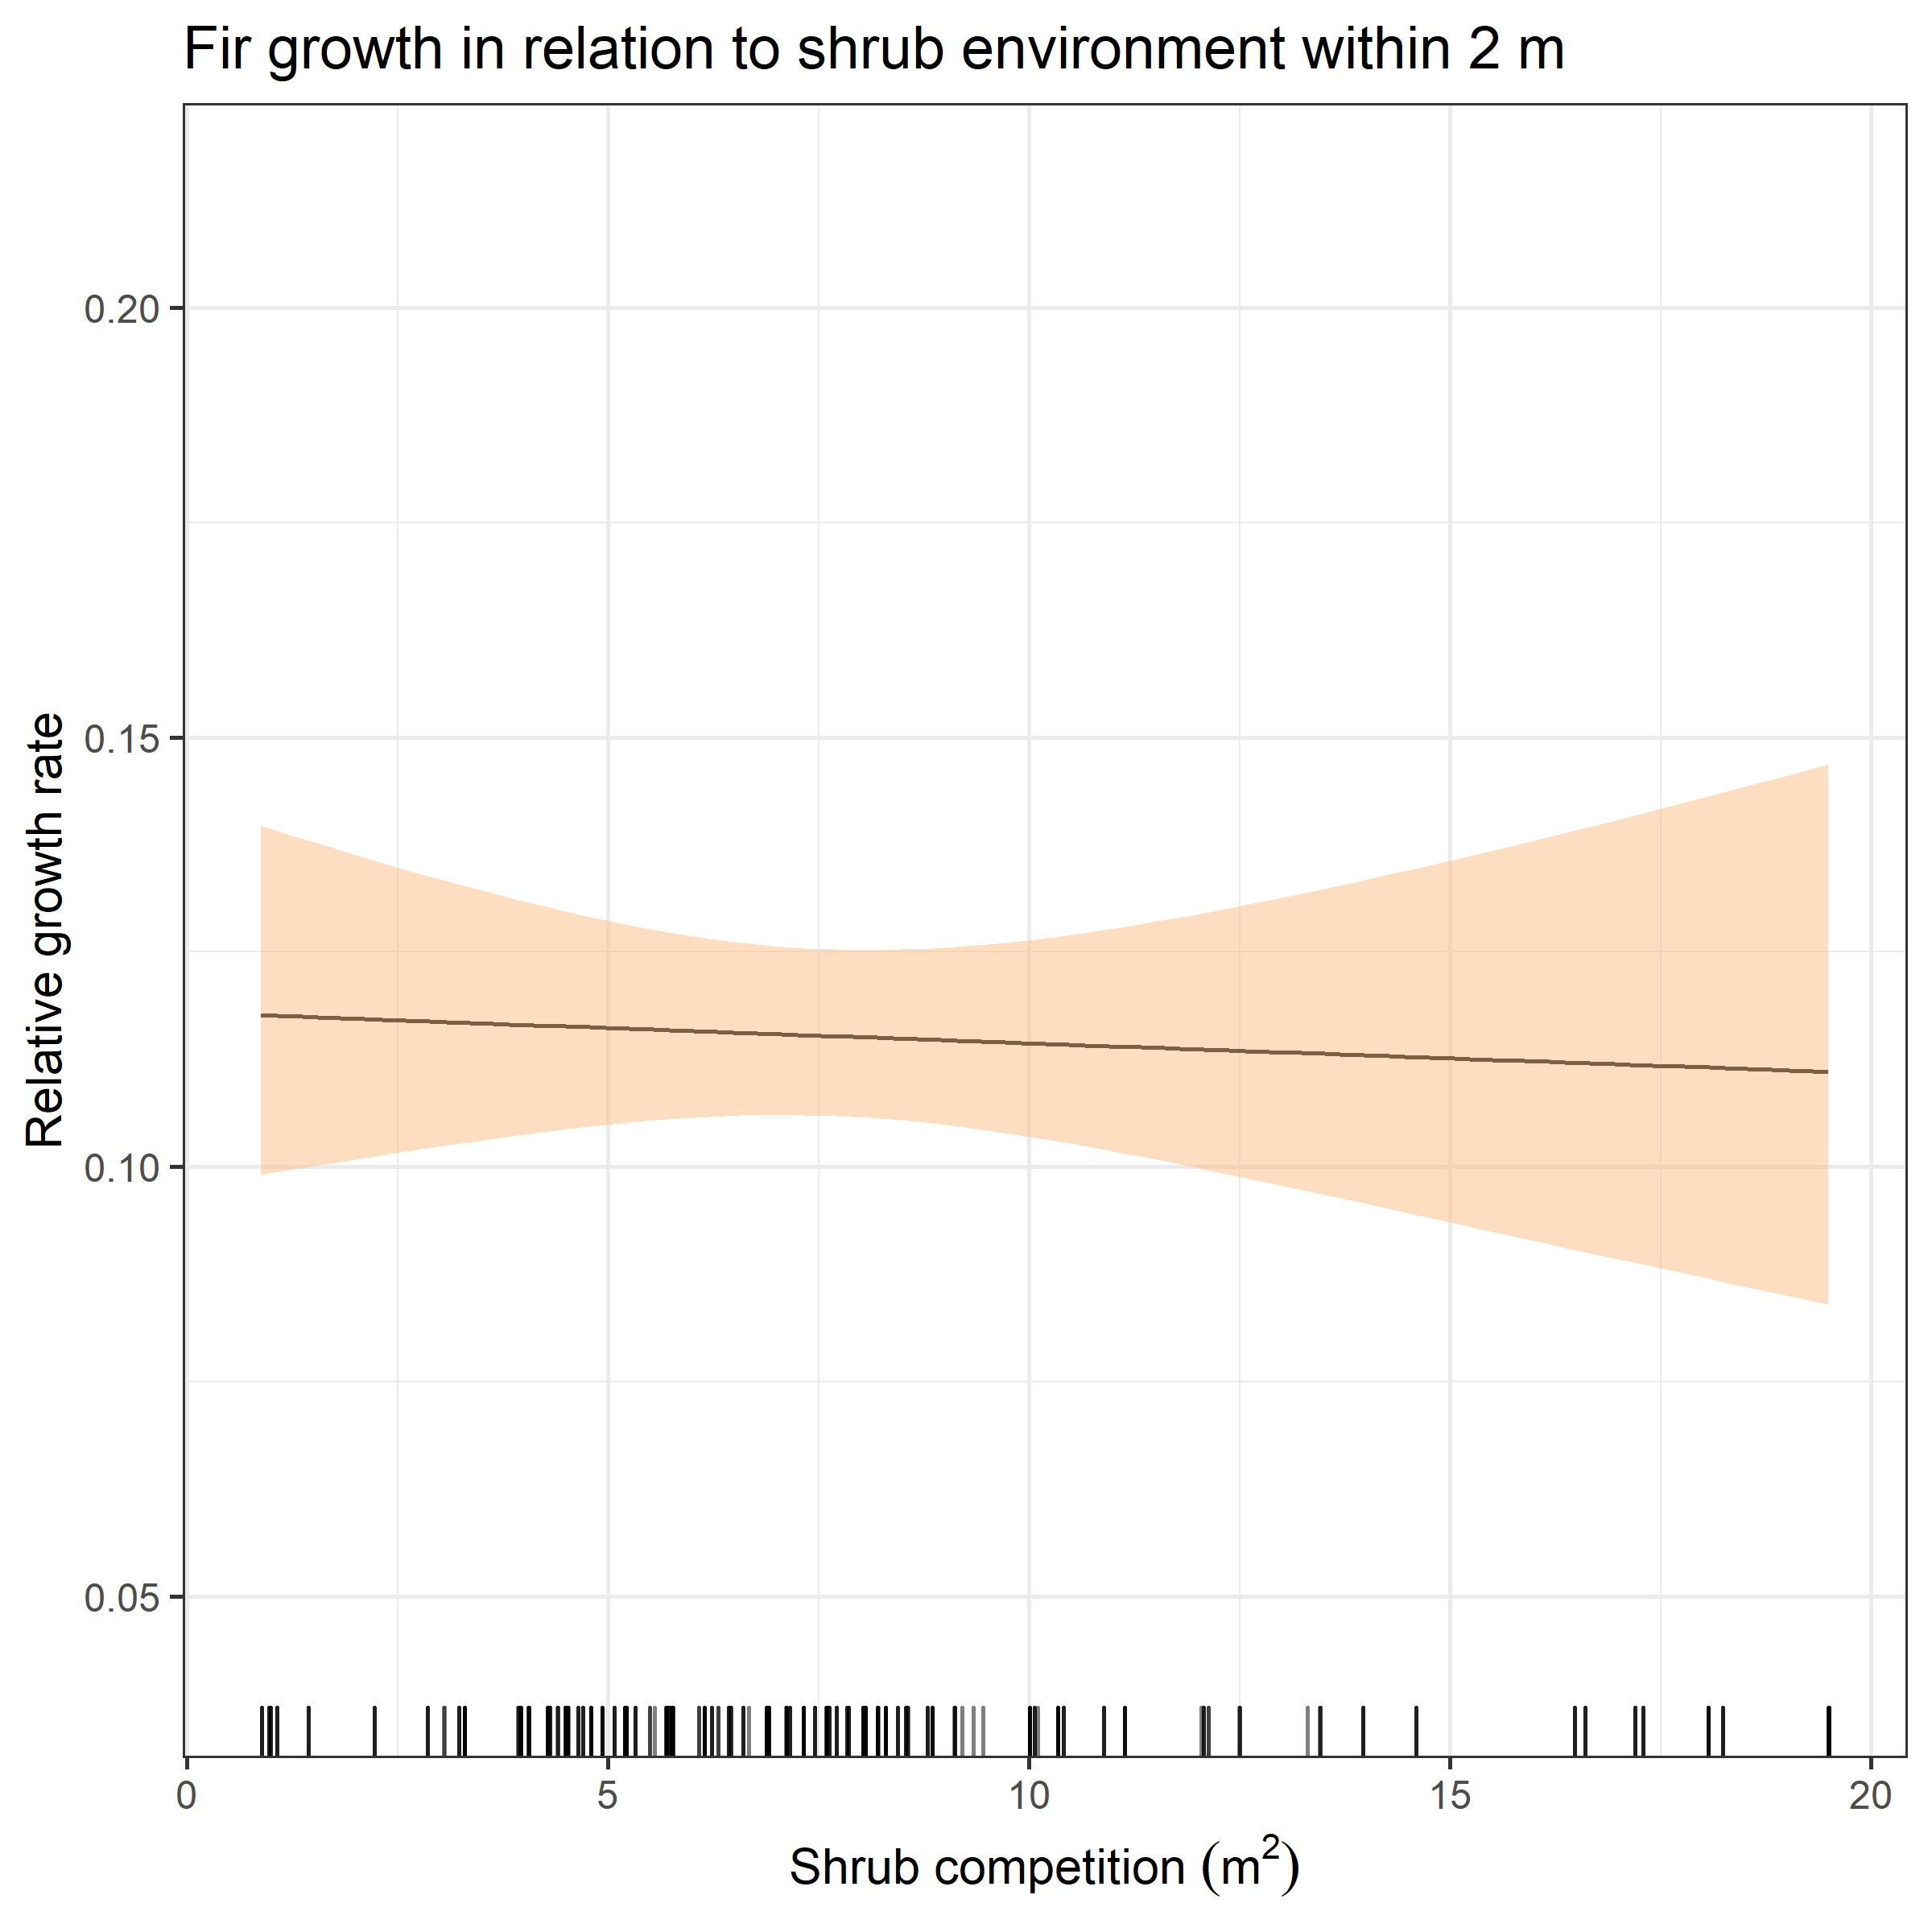 Fir growth in relation to shrub environment within 2 m
0.20
0.15
0.10
0.05
Relative growth rate
0 5 10 15 20
Shrub competition (m²)